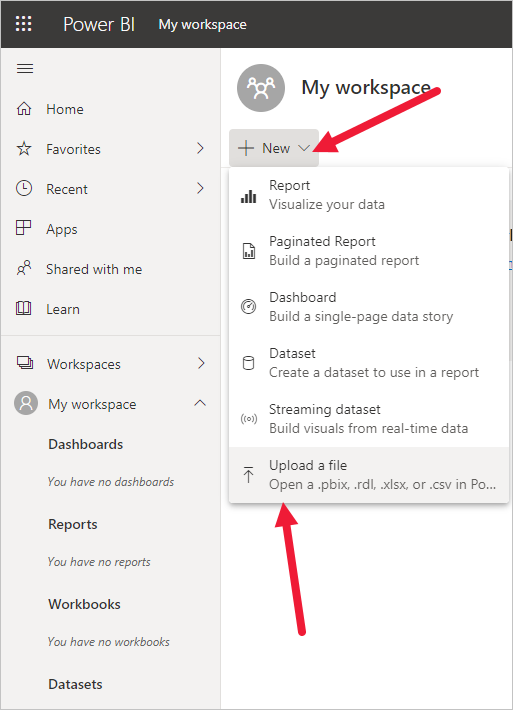 Power BI My workspace
My workspace
Home
New
Favorites
Report
Recent
Visualize your data
Apps
Paginated Report
Build a paginated report
Shared with me
Dashboard
Learn
Build a single-page data story
Dataset
Workspaces
Create a dataset to use in a report
My workspace
Streaming dataset
Build visuals from real-time data
Dashboards
Upload a file
You have no dashboards
Open a .pbix, .rdl, .xlsx, or .csv in Po...
Reports
You have no reports
Workbooks
You have no workbooks
Datasets